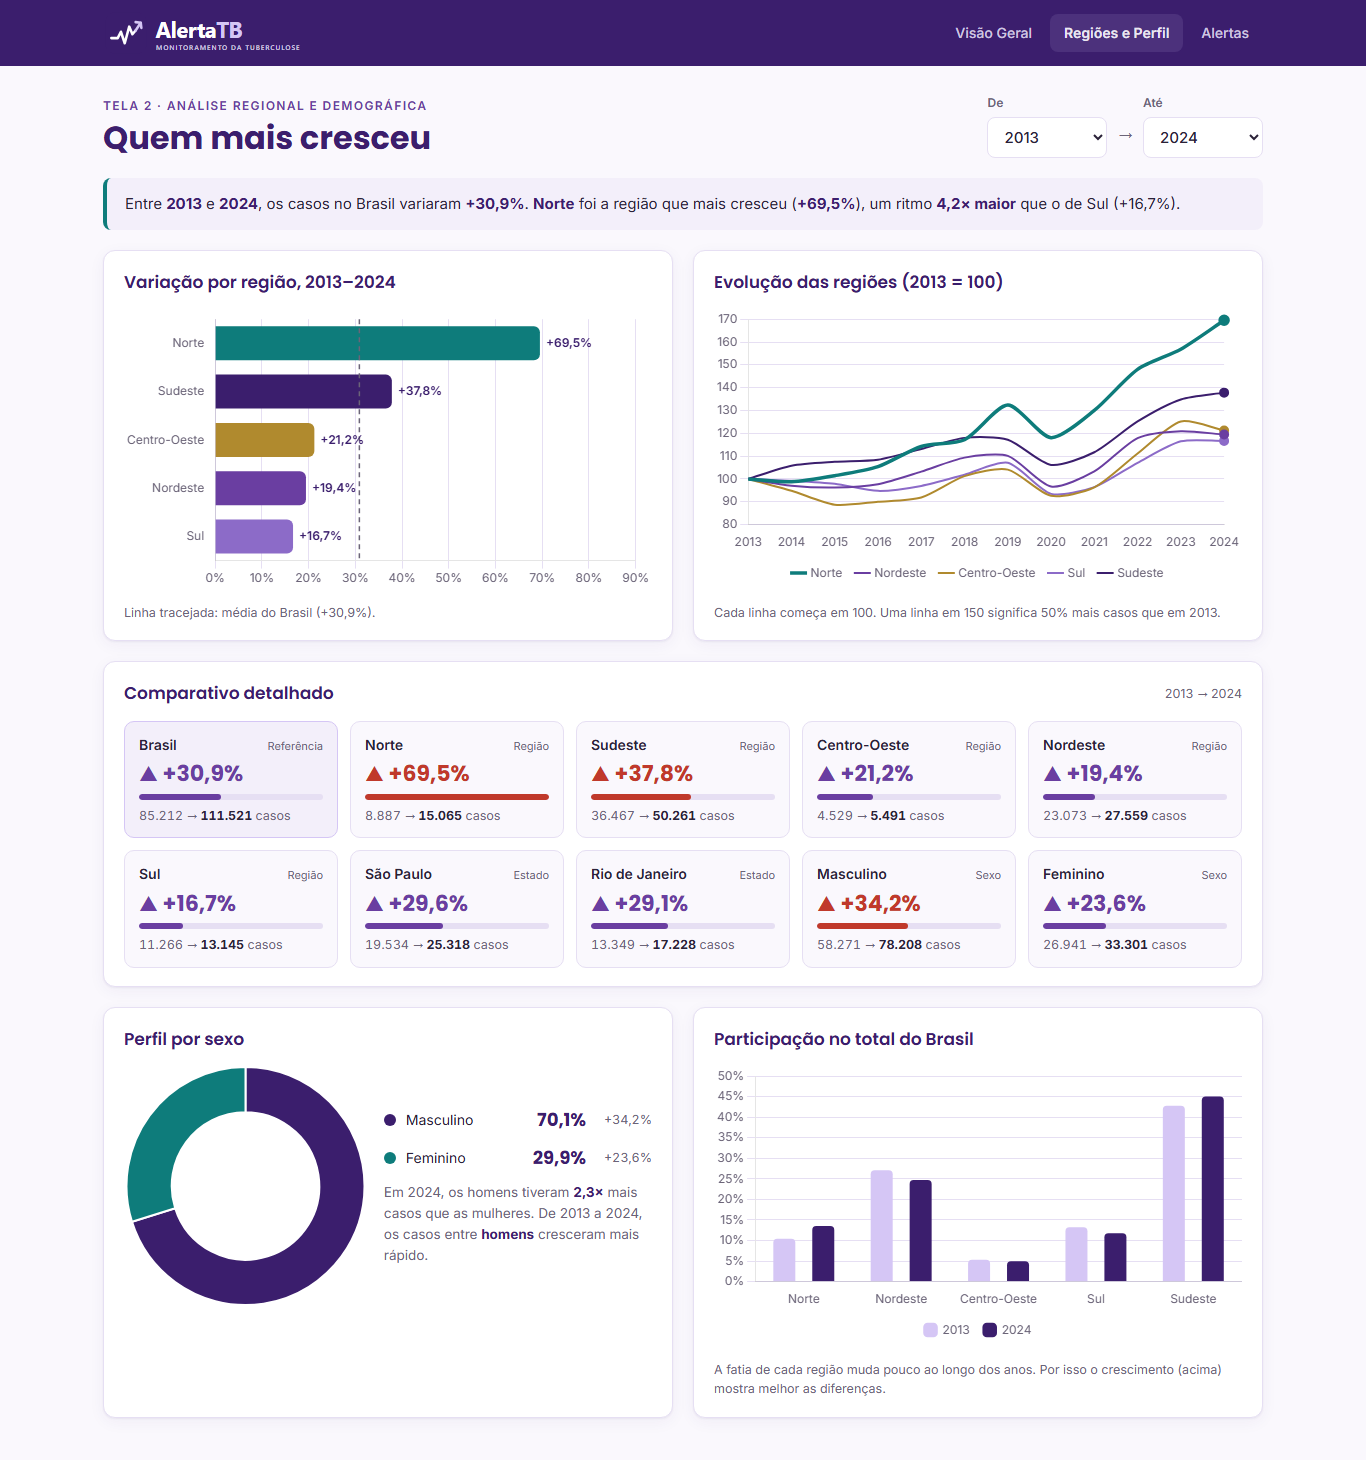 AlertaTB
MONITORAMENTO DA TUBERCULOSE
Visão Geral
Regiões e Perfil
Alertas
TELA 2 · ANÁLISE REGIONAL E DEMOGRÁFICA
Quem mais cresceu
De
Até
2013
→
2024
Entre 2013 e 2024, os casos no Brasil variaram +30,9%. Norte foi a região que mais cresceu (+69,5%), um ritmo 4,2× maior que o de Sul (+16,7%).
Variação por região, 2013–2024
Norte
+69,5%
Sudeste
+37,8%
Centro-Oeste
+21,2%
Nordeste
+19,4%
Sul
+16,7%
0% 10% 20% 30% 40% 50% 60% 70% 80% 90%
Linha tracejada: média do Brasil (+30,9%).
Evolução das regiões (2013 = 100)
170
160
150
140
130
120
110
100
90
80
2013 2014 2015 2016 2017 2018 2019 2020 2021 2022 2023 2024
Norte Nordeste Centro-Oeste Sul Sudeste
Cada linha começa em 100. Uma linha em 150 significa 50% mais casos que em 2013.
Comparativo detalhado
2013 → 2024
Brasil Referência
▲ +30,9%
85.212 → 111.521 casos
Norte Região
▲ +69,5%
8.887 → 15.065 casos
Sudeste Região
▲ +37,8%
36.467 → 50.261 casos
Centro-Oeste Região
▲ +21,2%
4.529 → 5.491 casos
Nordeste Região
▲ +19,4%
23.073 → 27.559 casos
Sul Região
▲ +16,7%
11.266 → 13.145 casos
São Paulo Estado
▲ +29,6%
19.534 → 25.318 casos
Rio de Janeiro Estado
▲ +29,1%
13.349 → 17.228 casos
Masculino Sexo
▲ +34,2%
58.271 → 78.208 casos
Feminino Sexo
▲ +23,6%
26.941 → 33.301 casos
Perfil por sexo
Masculino 70,1% +34,2%
Feminino 29,9% +23,6%
Em 2024, os homens tiveram 2,3× mais
casos que as mulheres. De 2013 a 2024,
os casos entre homens cresceram mais
rápido.
Participação no total do Brasil
50%
45%
40%
35%
30%
25%
20%
15%
10%
5%
0%
Norte Nordeste Centro-Oeste Sul Sudeste
2013 2024
A fatia de cada região muda pouco ao longo dos anos. Por isso o crescimento (acima)
mostra melhor as diferenças.